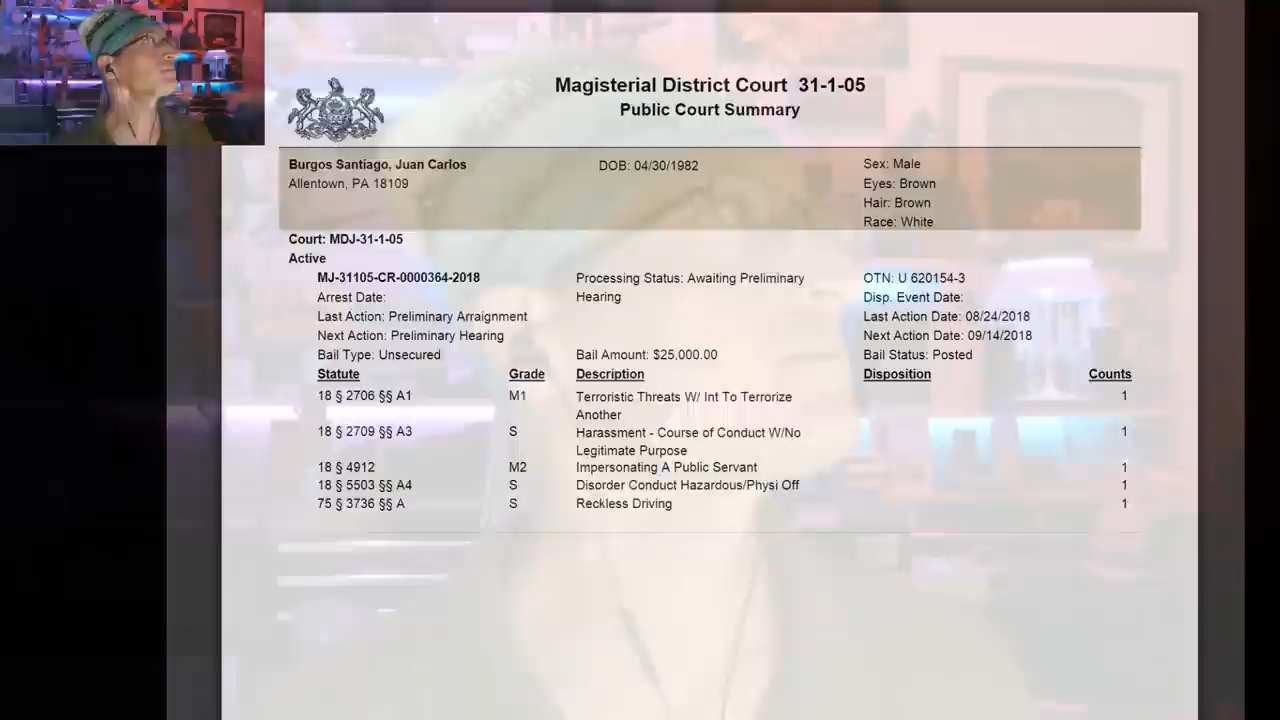 Magisterial District Court 31-1-05
Public Court Summary
Burgos Santiago, Juan Carlos DOB: 04/30/1982 Sex: Male
Allentown, PA 18109 Eyes: Brown
Hair: Brown
Race: White
Court: MDJ-31-1-05
Active
MJ-31105-CR-0000364-2018 Processing Status: Awaiting Preliminary OTN: U 620154-3
Arrest Date: Hearing Disp. Event Date:
Last Action: Preliminary Arraignment Last Action Date: 08/24/2018
Next Action: Preliminary Hearing Next Action Date: 09/14/2018
Bail Type: Unsecured Bail Amount: $25,000.00 Bail Status: Posted
Statute Grade Description Disposition Counts
18 § 2706 §§ A1 M1 Terroristic Threats W/ Int To Terrorize 1
Another
18 § 2709 §§ A3 S Harassment - Course of Conduct W/No 1
Legitimate Purpose
18 § 4912 M2 Impersonating A Public Servant 1
18 § 5503 §§ A4 S Disorder Conduct Hazardous/Physi Off 1
75 § 3736 §§ A S Reckless Driving 1